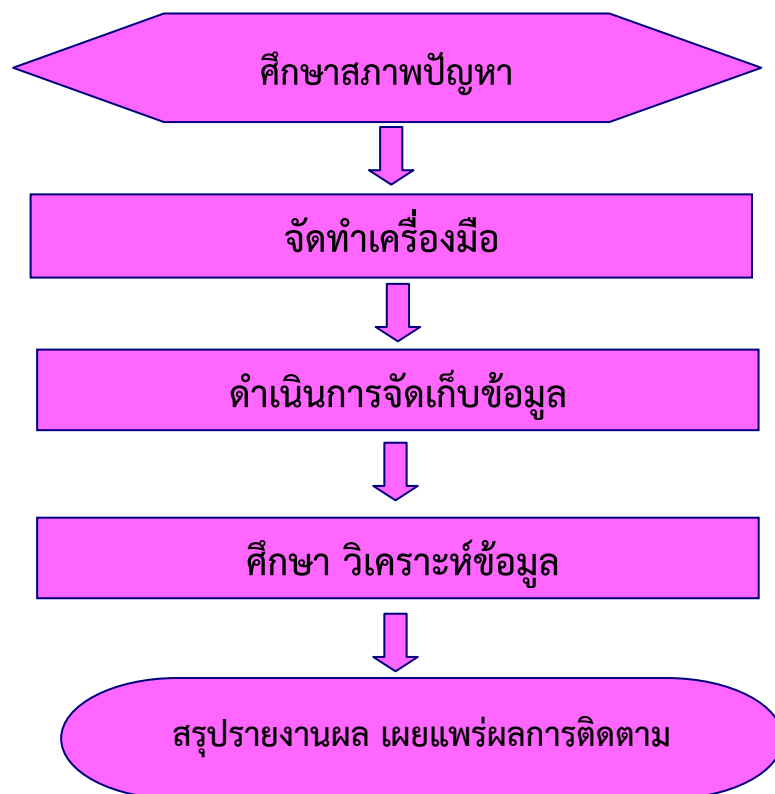 ศึกษาสภาพปัญหา
จัดทำเครื่องมือ
ดำเนินการจัดเก็บข้อมูล
ศึกษา วิเคราะห์ข้อมูล
สรุปรายงานผล เผยแพร่ผลการติดตาม